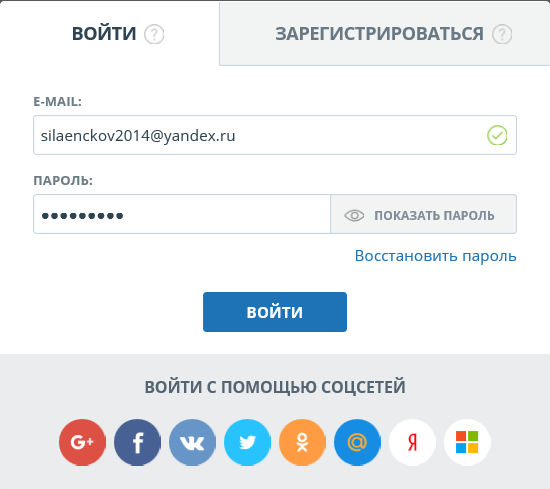 ВОЙТИ ? ЗАРЕГИСТРИРОВАТЬСЯ ?
E-MAIL:
silaenckov2014@yandex.ru
ПАРОЛЬ:
••••••••• ПОКАЗАТЬ ПАРОЛЬ
Восстановить пароль
ВОЙТИ
ВОЙТИ С ПОМОЩЬЮ СОЦСЕТЕЙ
G+ f @ Я